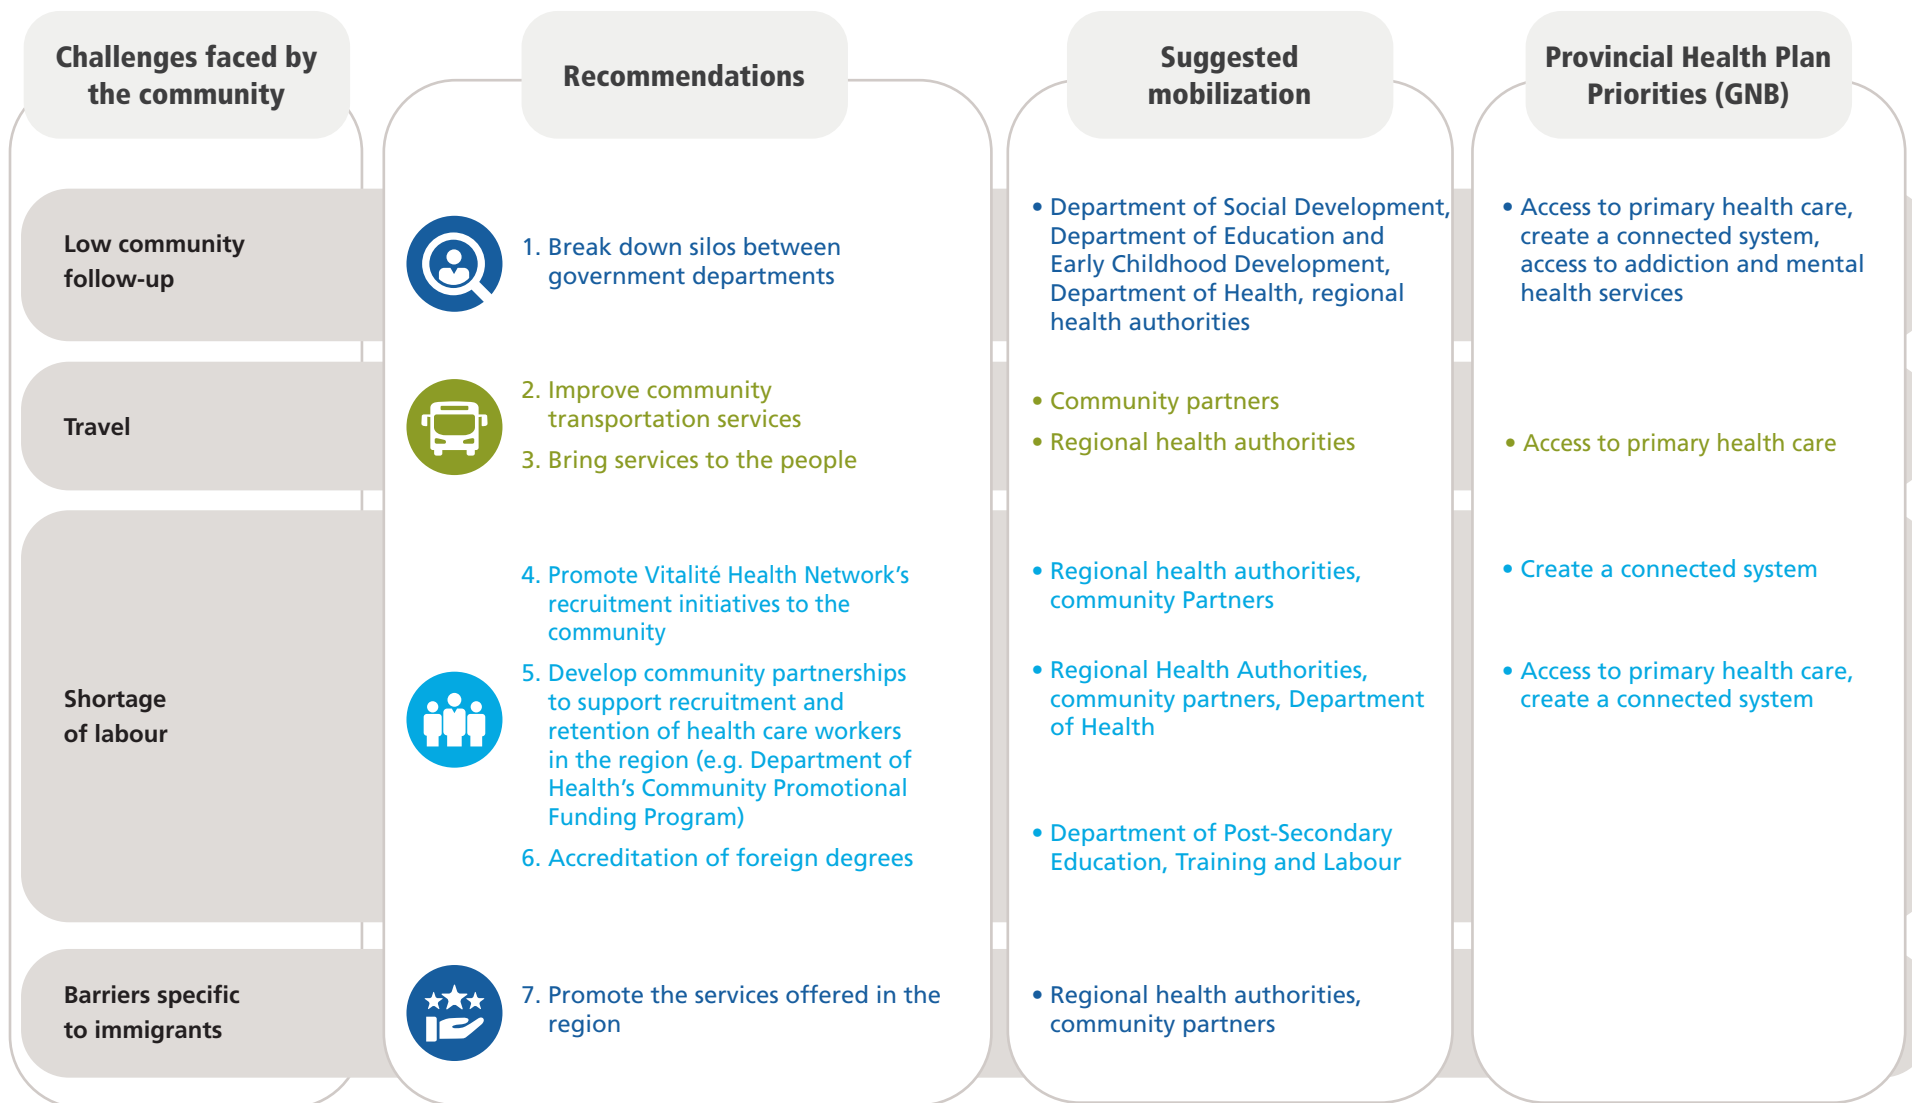 Challenges faced by
the community
Recommendations
Suggested
mobilization
Provincial Health Plan
Priorities (GNB)
Low community
follow-up
1. Break down silos between
government departments
• Department of Social Development,
Department of Education and
Early Childhood Development,
Department of Health, regional
health authorities
• Access to primary health care,
create a connected system,
access to addiction and mental
health services
Travel
2. Improve community
transportation services
3. Bring services to the people
• Community partners
• Regional health authorities
• Access to primary health care
Shortage
of labour
4. Promote Vitalité Health Network’s
recruitment initiatives to the
community
5. Develop community partnerships
to support recruitment and
retention of health care workers
in the region (e.g. Department of
Health’s Community Promotional
Funding Program)
6. Accreditation of foreign degrees
• Regional health authorities,
community Partners
• Regional Health Authorities,
community partners, Department
of Health
• Department of Post-Secondary
Education, Training and Labour
• Create a connected system
• Access to primary health care,
create a connected system
Barriers specific
to immigrants
7. Promote the services offered in the
region
• Regional health authorities,
community partners